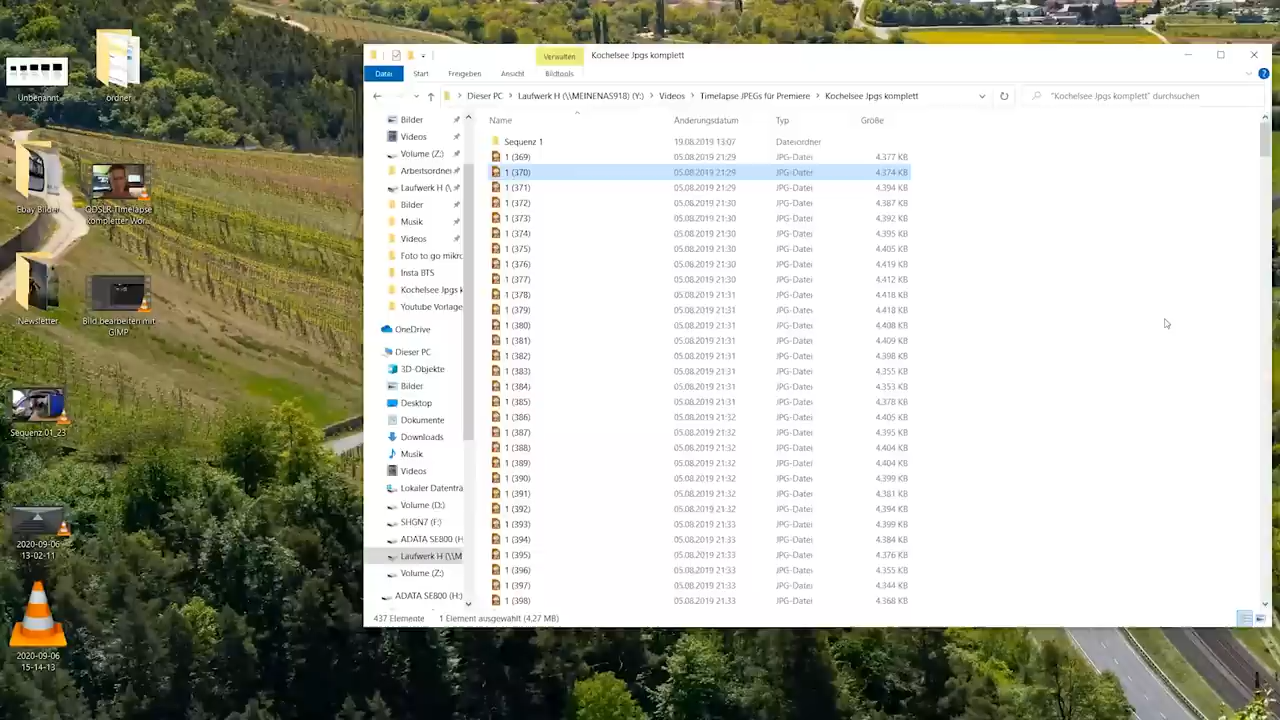 Unbenannt
ordner
Ebay Bilder
QDSLR-Timelapse
kompletter Wor...
Newsletter
Bild bearbeiten mit
GIMP
Sequenz 01_23
2020-09-06
13-02-11
2020-09-06
15-14-13
Verwalten Kochelsee Jpgs komplett
Datei Start Freigeben Ansicht Bildtools
Dieser PC > Laufwerk H (\\MEINENAS918) (Y:) > Videos > Timelapse JPEGs für Premiere > Kochelsee Jpgs komplett "Kochelsee Jpgs komplett" durchsuchen
Bilder
Videos
Volume (Z:)
Arbeitsordner
Laufwerk H (\
Bilder
Musik
Videos
Foto to go mikro
Insta BTS
Kochelsee Jpgs k
Youtube Vorlage
OneDrive
Dieser PC
3D-Objekte
Bilder
Desktop
Dokumente
Downloads
Musik
Videos
Lokaler Datenträ
Volume (D:)
SHGN7 (F:)
ADATA SE800 (H
Laufwerk H (\\M
Volume (Z:)
ADATA SE800 (H:)
Name Änderungsdatum Typ Größe
Sequenz 1 19.08.2019 13:07 Dateiordner
1 (369) 05.08.2019 21:29 JPG-Datei 4.377 KB
1 (370) 05.08.2019 21:29 JPG-Datei 4.374 KB
1 (371) 05.08.2019 21:29 JPG-Datei 4.394 KB
1 (372) 05.08.2019 21:30 JPG-Datei 4.387 KB
1 (373) 05.08.2019 21:30 JPG-Datei 4.392 KB
1 (374) 05.08.2019 21:30 JPG-Datei 4.395 KB
1 (375) 05.08.2019 21:30 JPG-Datei 4.405 KB
1 (376) 05.08.2019 21:30 JPG-Datei 4.419 KB
1 (377) 05.08.2019 21:30 JPG-Datei 4.412 KB
1 (378) 05.08.2019 21:31 JPG-Datei 4.418 KB
1 (379) 05.08.2019 21:31 JPG-Datei 4.418 KB
1 (380) 05.08.2019 21:31 JPG-Datei 4.408 KB
1 (381) 05.08.2019 21:31 JPG-Datei 4.409 KB
1 (382) 05.08.2019 21:31 JPG-Datei 4.398 KB
1 (383) 05.08.2019 21:31 JPG-Datei 4.355 KB
1 (384) 05.08.2019 21:31 JPG-Datei 4.353 KB
1 (385) 05.08.2019 21:31 JPG-Datei 4.378 KB
1 (386) 05.08.2019 21:32 JPG-Datei 4.405 KB
1 (387) 05.08.2019 21:32 JPG-Datei 4.395 KB
1 (388) 05.08.2019 21:32 JPG-Datei 4.404 KB
1 (389) 05.08.2019 21:32 JPG-Datei 4.404 KB
1 (390) 05.08.2019 21:32 JPG-Datei 4.399 KB
1 (391) 05.08.2019 21:32 JPG-Datei 4.381 KB
1 (392) 05.08.2019 21:32 JPG-Datei 4.394 KB
1 (393) 05.08.2019 21:33 JPG-Datei 4.399 KB
1 (394) 05.08.2019 21:33 JPG-Datei 4.384 KB
1 (395) 05.08.2019 21:33 JPG-Datei 4.376 KB
1 (396) 05.08.2019 21:33 JPG-Datei 4.355 KB
1 (397) 05.08.2019 21:33 JPG-Datei 4.344 KB
1 (398) 05.08.2019 21:33 JPG-Datei 4.368 KB
437 Elemente 1 Element ausgewählt (4,27 MB)